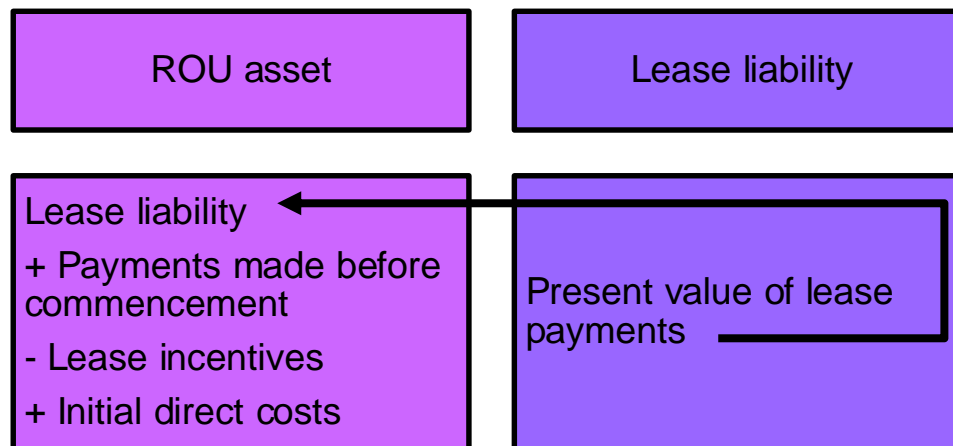 ROU asset
Lease liability
Lease liability
+ Payments made before
commencement
- Lease incentives
+ Initial direct costs
Present value of lease
payments